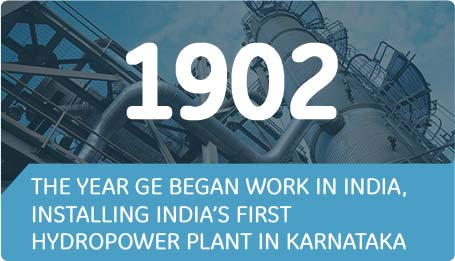 1902
THE YEAR GE BEGAN WORK IN INDIA,
INSTALLING INDIA’S FIRST
HYDROPOWER PLANT IN KARNATAKA